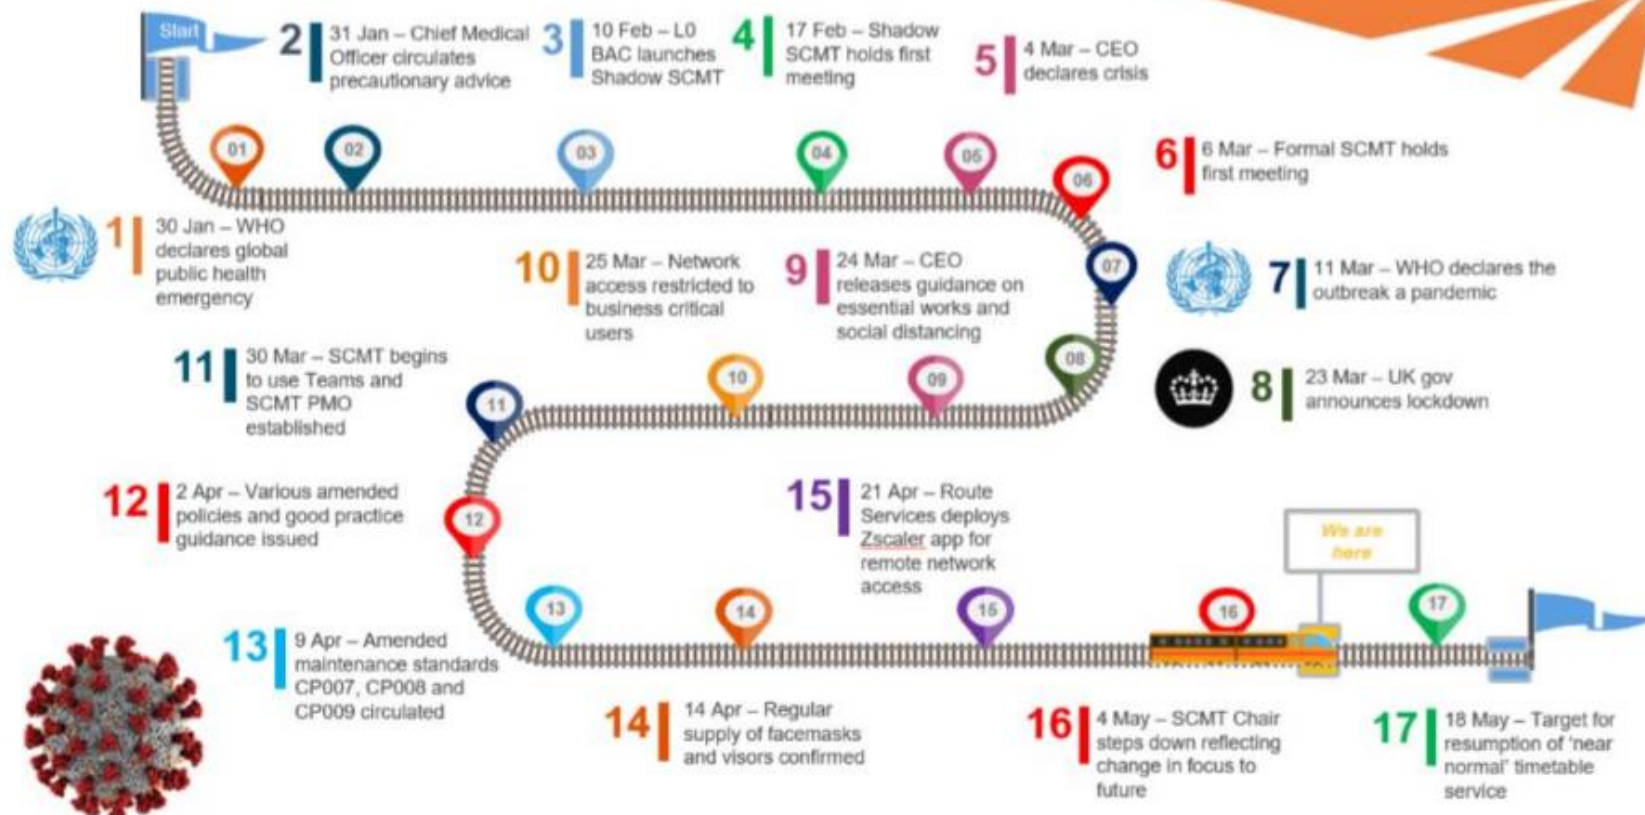 Start
2
31 Jan – Chief Medical
Officer circulates
precautionary advice
3
10 Feb – L0
BAC launches
Shadow SCMT
4
17 Feb – Shadow
SCMT holds first
meeting
5
4 Mar – CEO
declares crisis
01
02
03
04
05
06
6
6 Mar – Formal SCMT holds
first meeting
1
30 Jan – WHO
declares global
public health
emergency
10
25 Mar – Network
access restricted to
business critical
users
9
24 Mar – CEO
releases guidance on
essential works and
social distancing
07
7
11 Mar – WHO declares the
outbreak a pandemic
11
30 Mar – SCMT begins
to use Teams and
SCMT PMO
established
11
10
09
08
8
23 Mar – UK gov
announces lockdown
12
2 Apr – Various amended
policies and good practice
guidance issued
12
15
21 Apr – Route
Services deploys
Zscaler app for
remote network
access
We are
here
13
9 Apr – Amended
maintenance standards
CP007, CP008 and
CP009 circulated
13
14
15
16
17
14
14 Apr – Regular
supply of facemasks
and visors confirmed
16
4 May – SCMT Chair
steps down reflecting
change in focus to
future
17
18 May – Target for
resumption of ‘near
normal’ timetable
service